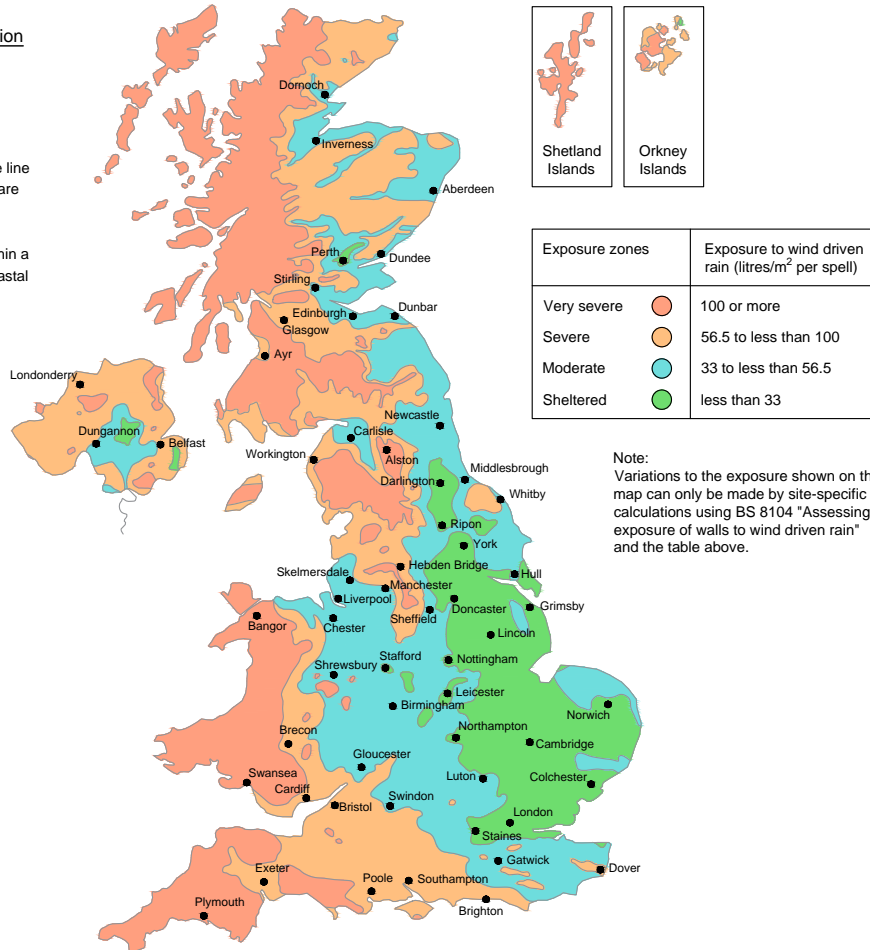 ion
e line
are
hin a
astal
Shetland
Islands
Orkney
Islands
Exposure zones
Exposure to wind driven
rain (litres/m² per spell)
Very severe 100 or more
Severe 56.5 to less than 100
Moderate 33 to less than 56.5
Sheltered less than 33
Note:
Variations to the exposure shown on th
map can only be made by site-specific
calculations using BS 8104 "Assessing
exposure of walls to wind driven rain"
and the table above.
Dornoch
Inverness
Aberdeen
Perth
Dundee
Stirling
Edinburgh
Dunbar
Glasgow
Ayr
Londonderry
Dungannon
Belfast
Newcastle
Carlisle
Workington
Alston
Middlesbrough
Darlington
Whitby
Ripon
York
Hebden Bridge
Skelmersdale
Hull
Manchester
Liverpool
Doncaster
Grimsby
Bangor
Chester
Sheffield
Lincoln
Stafford
Nottingham
Shrewsbury
Leicester
Birmingham
Norwich
Brecon
Northampton
Cambridge
Gloucester
Swansea
Luton
Colchester
Cardiff
Swindon
Bristol
London
Staines
Gatwick
Exeter
Poole
Southampton
Dover
Plymouth
Brighton